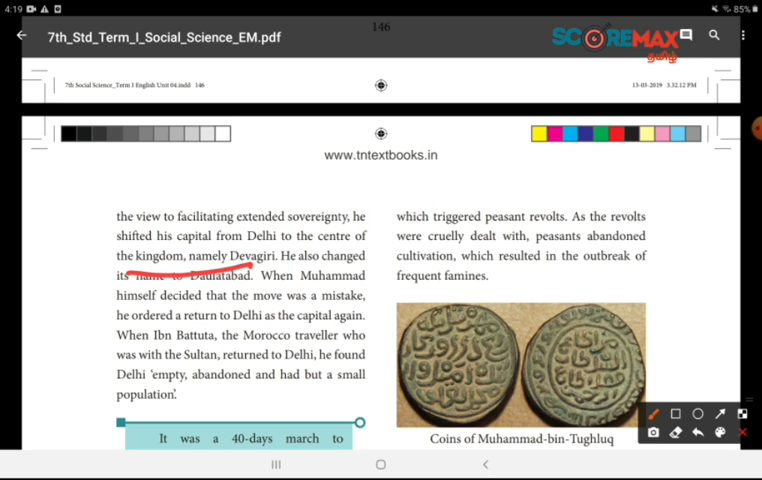 4:19
85%
146
7th_Std_Term_I_Social_Science_EM.pdf
SCOREMAX
தமிழ்
7th Social Science_Term I English Unit 04.indd 146
13-03-2019 3.32.12 PM
www.tntextbooks.in
the view to facilitating extended sovereignty, he
shifted his capital from Delhi to the centre of
the kingdom, namely Devagiri. He also changed
its name to Daulatabad. When Muhammad
himself decided that the move was a mistake,
he ordered a return to Delhi as the capital again.
When Ibn Battuta, the Morocco traveller who
was with the Sultan, returned to Delhi, he found
Delhi ‘empty, abandoned and had but a small
population’.
It was a 40-days march to
which triggered peasant revolts. As the revolts
were cruelly dealt with, peasants abandoned
cultivation, which resulted in the outbreak of
frequent famines.
Coins of Muhammad-bin-Tughluq